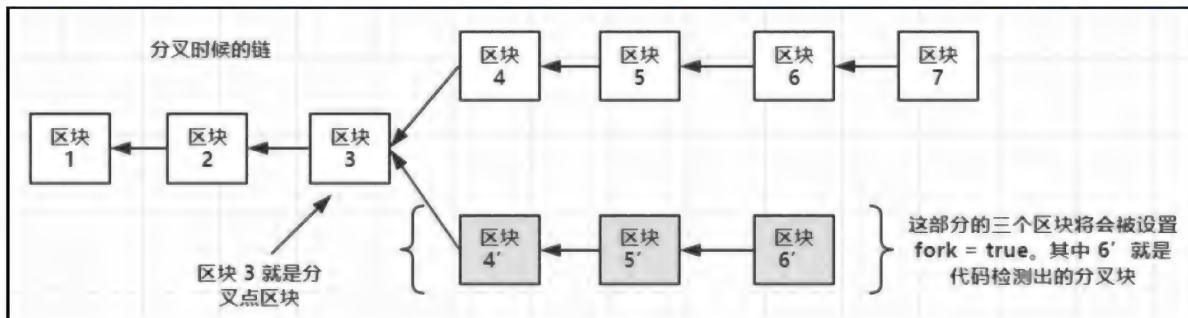 分叉时候的链
区块
4
区块
5
区块
6
区块
7
区块
1
区块
2
区块
3
区块
4′
区块
5′
区块
6′
这部分的三个区块将会被设置
fork = true。其中 6′ 就是
代码检测出的分叉块
区块 3 就是分
叉点区块